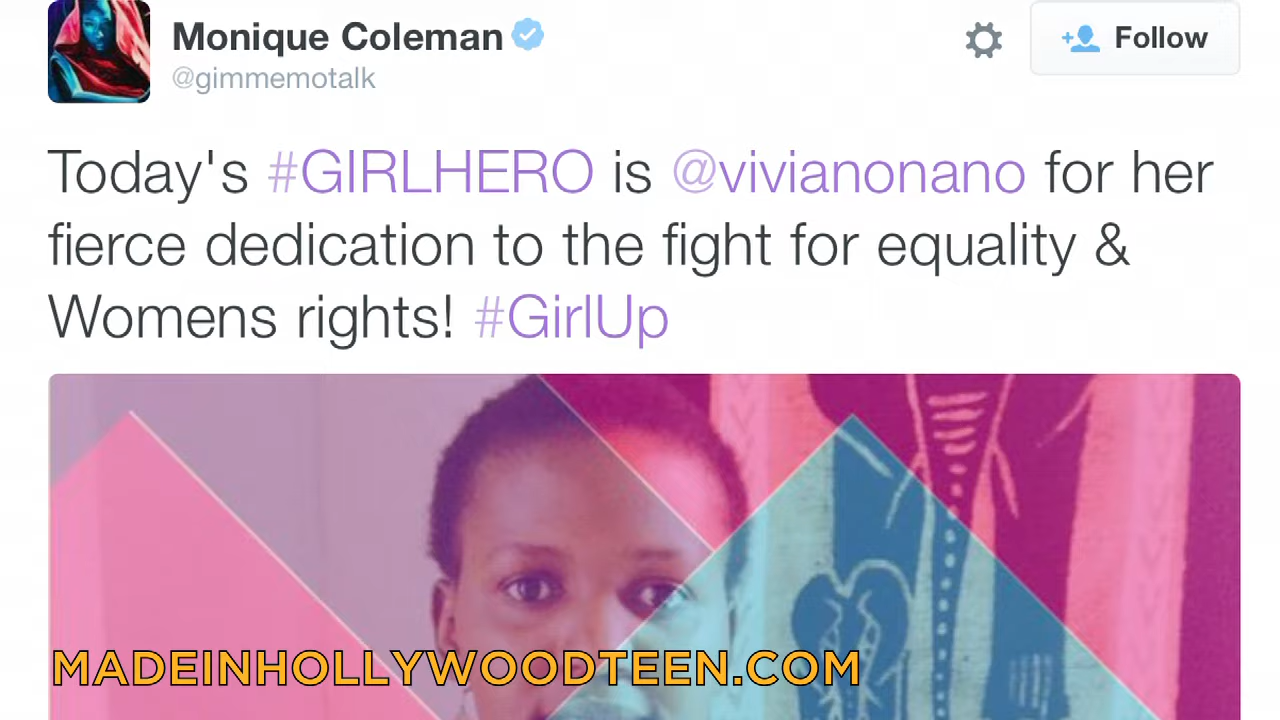 Monique Coleman
@gimmemotalk
Follow
Today's #GIRLHERO is @vivianonano for her
fierce dedication to the fight for equality &
Womens rights! #GirlUp
MADEINHOLLYWOODTEEN.COM